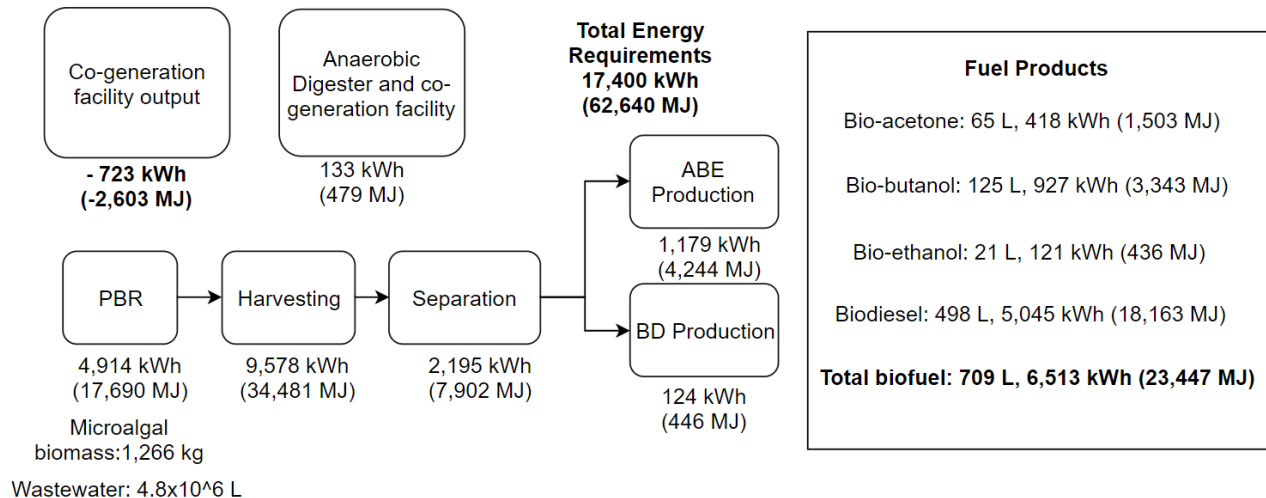 Co-generation
facility output
- 723 kWh
(-2,603 MJ)
Anaerobic
Digester and co-
generation facility
133 kWh
(479 MJ)
Total Energy
Requirements
17,400 kWh
(62,640 MJ)
ABE
Production
1,179 kWh
(4,244 MJ)
PBR
4,914 kWh
(17,690 MJ)
Microalgal
biomass:1,266 kg
Wastewater: 4.8x10^6 L
Harvesting
9,578 kWh
(34,481 MJ)
Separation
2,195 kWh
(7,902 MJ)
BD Production
124 kWh
(446 MJ)
Fuel Products
Bio-acetone: 65 L, 418 kWh (1,503 MJ)
Bio-butanol: 125 L, 927 kWh (3,343 MJ)
Bio-ethanol: 21 L, 121 kWh (436 MJ)
Biodiesel: 498 L, 5,045 kWh (18,163 MJ)
Total biofuel: 709 L, 6,513 kWh (23,447 MJ)